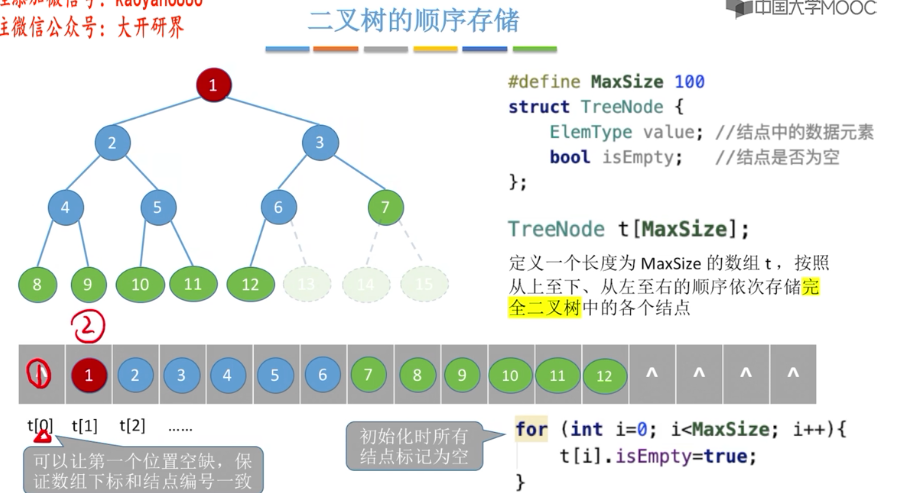 主微信公众号：大开研界
中国大学MOOC
二叉树的顺序存储
1
2 3
4 5 6 7
8 9 10 11 12 13 14 15
#define MaxSize 100
struct TreeNode {
ElemType value; //结点中的数据元素
bool isEmpty; //结点是否为空
};
TreeNode t[MaxSize];
定义一个长度为 MaxSize 的数组 t ，按照
从上至下、从左至右的顺序依次存储完
全二叉树中的各个结点
2
1 2 3 4 5 6 7 8 9 10 11 12 ^ ^ ^ ^
t[0] t[1] t[2] ......
可以让第一个位置空缺，保
证数组下标和结点编号一致
初始化时所有
结点标记为空
for (int i=0; i<MaxSize; i++){
t[i].isEmpty=true;
}